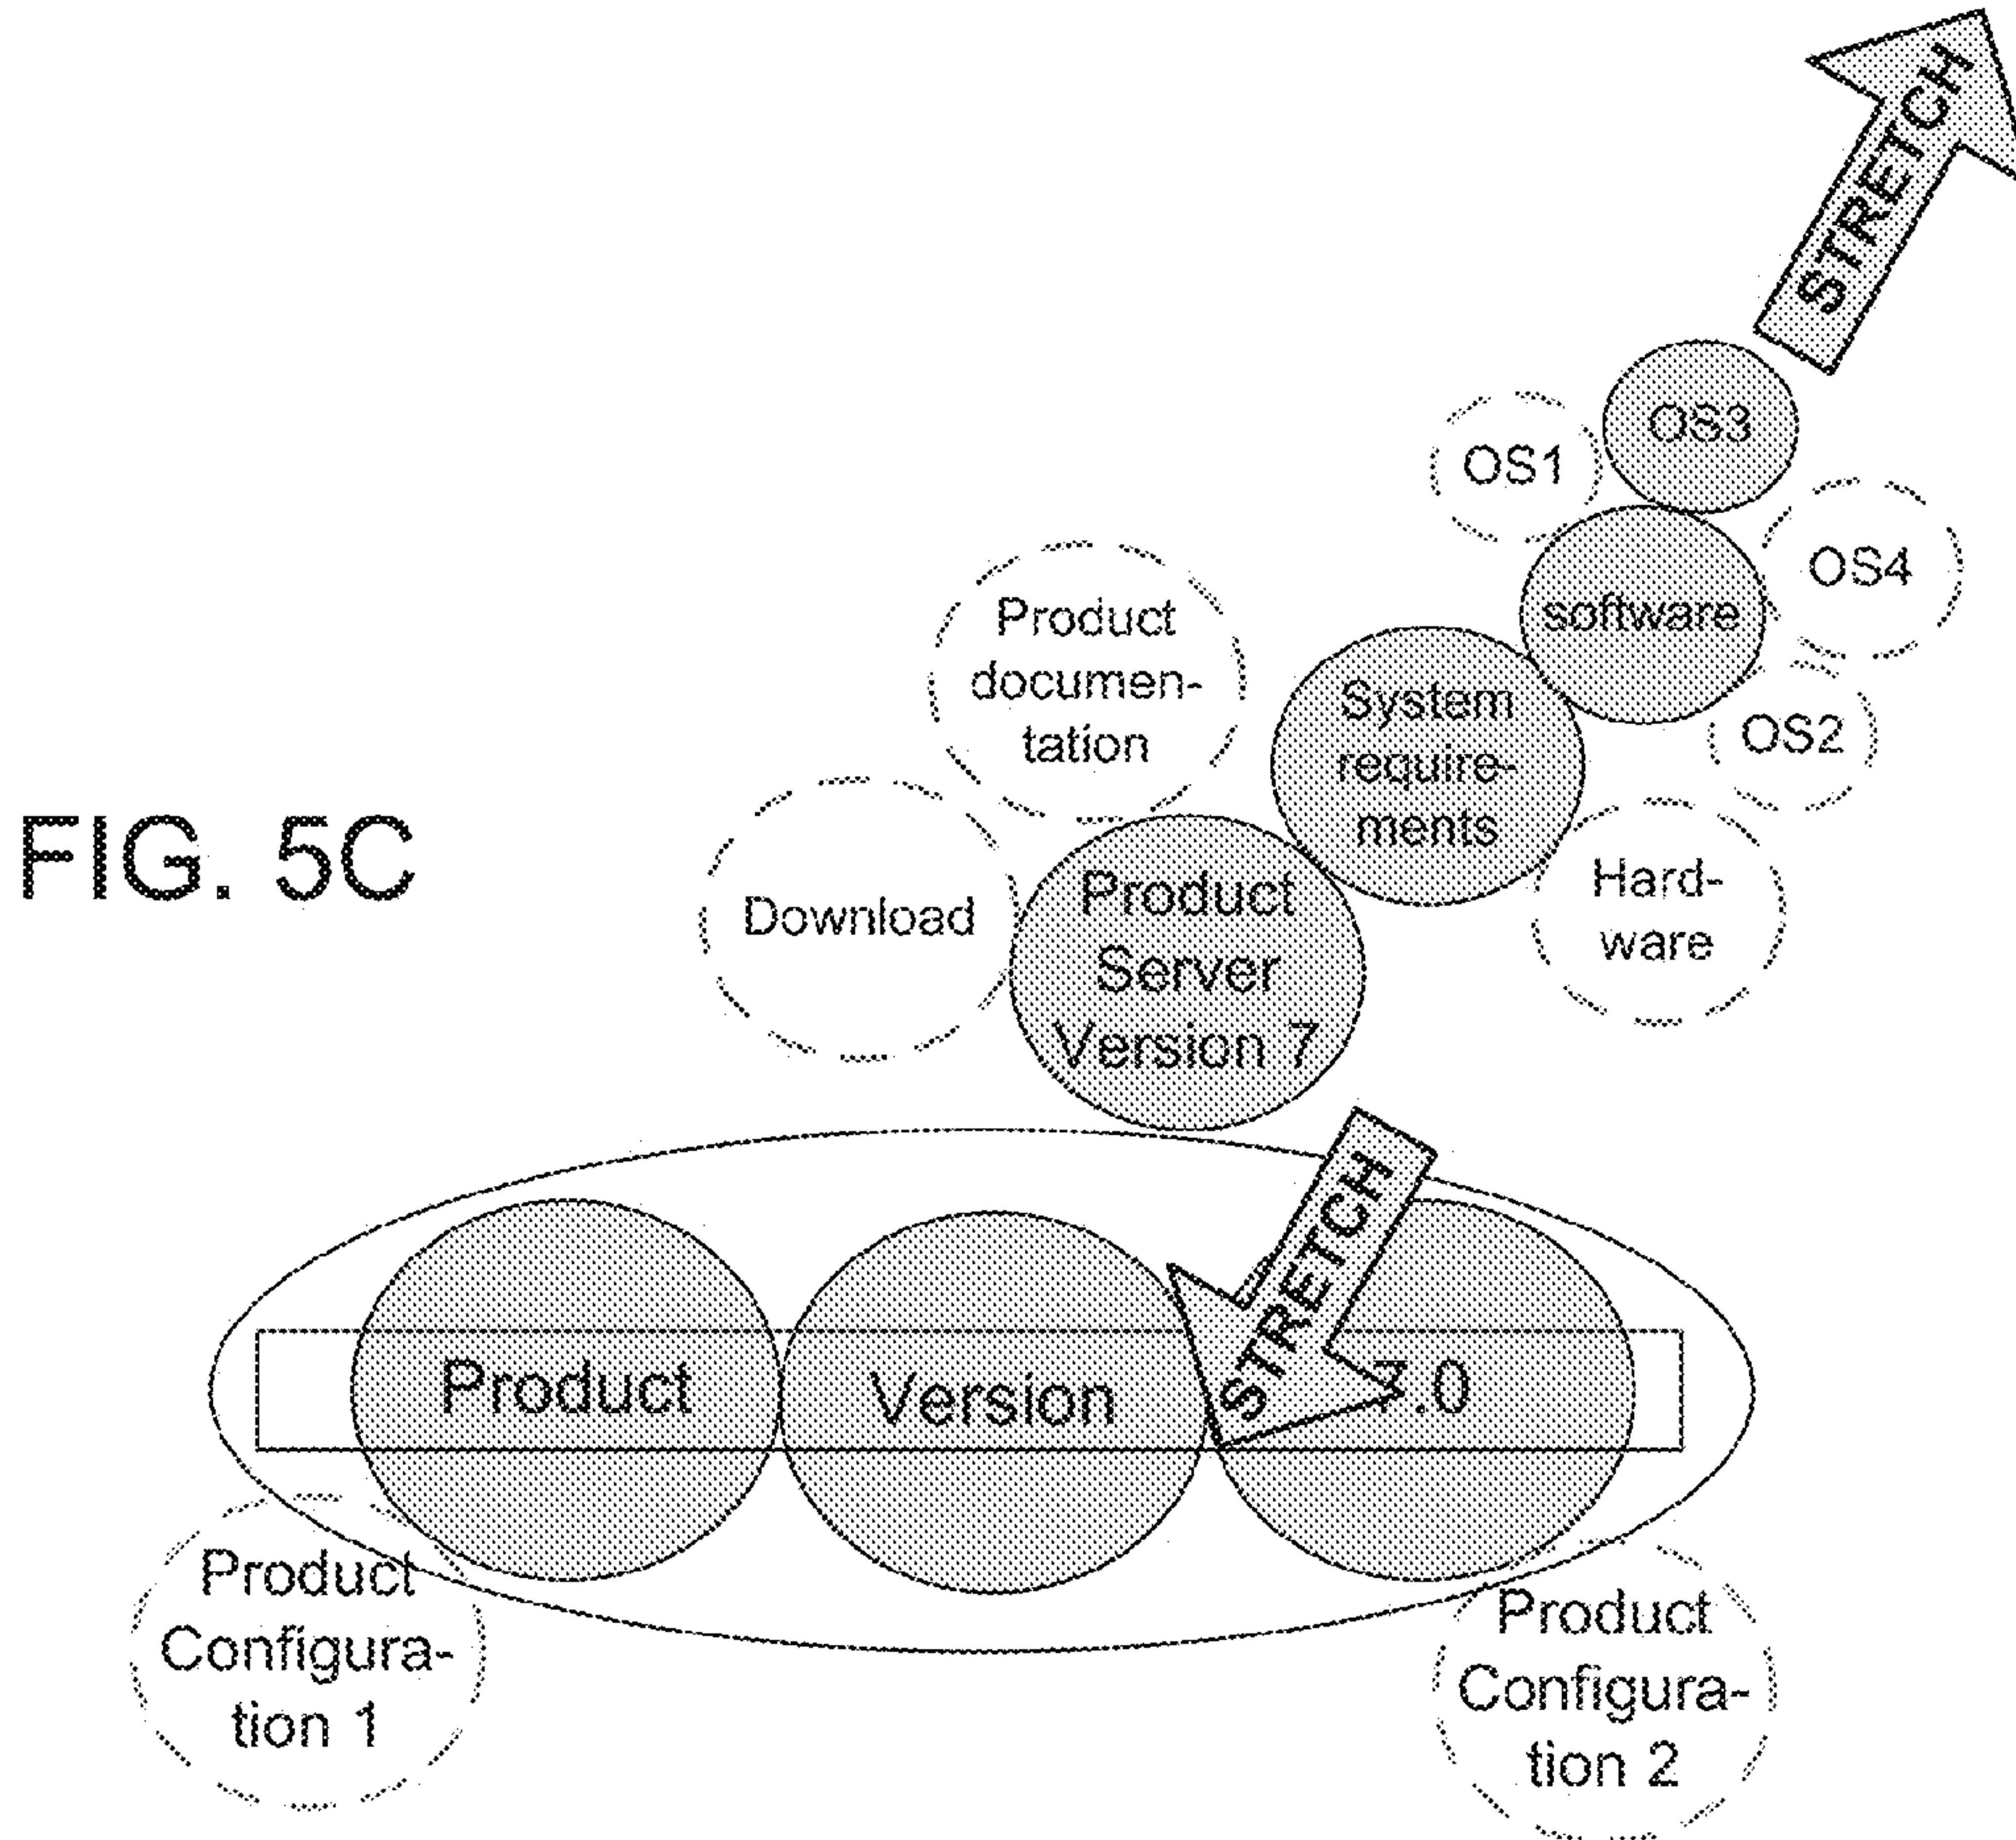 STRETCH
OS3
OS1
OS4
software
Product
documen-
tation
System
require-
ments
OS2
FIG. 5C
Download
Product
Server
Version 7
Hard-
ware
STRETCH
Product
Version
7.0
Product
Configura-
tion 1
Product
Configura-
tion 2